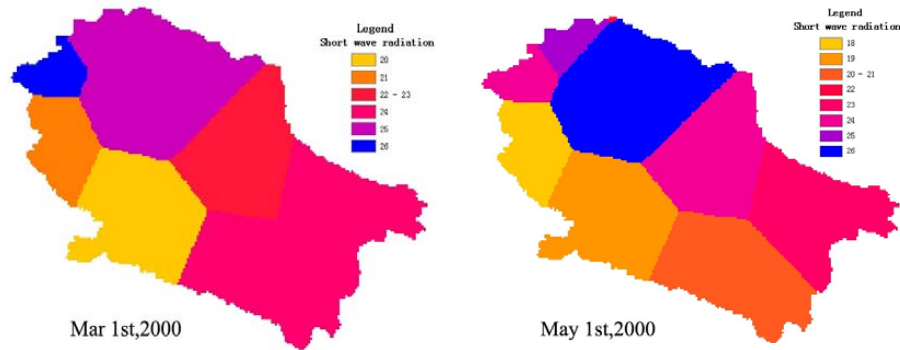 Legend
Short wave radiation
20
21
22 - 23
24
25
26
Mar 1st,2000
Legend
Short wave radiation
18
19
20 - 21
22
23
24
25
26
May 1st,2000